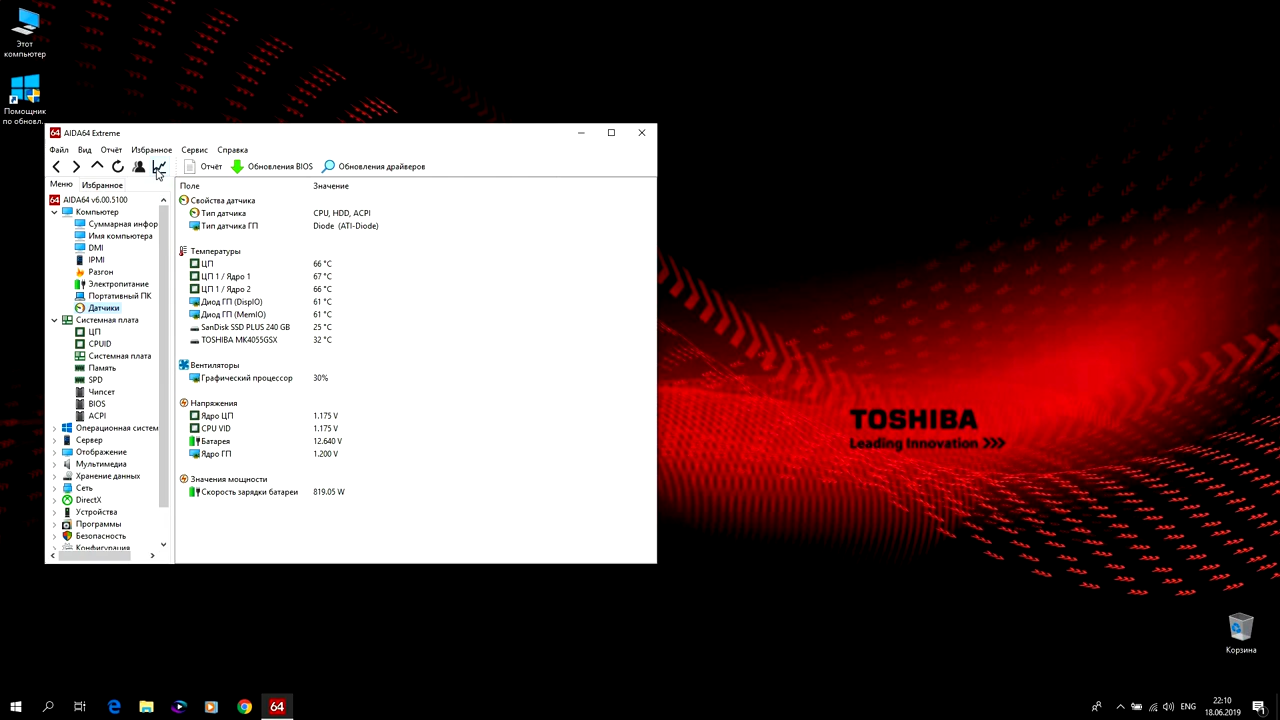 Этот
компьютер
Помощник
по обновл...
64 AIDA64 Extreme
Файл Вид Отчёт Избранное Сервис Справка
Отчёт Обновления BIOS Обновления драйверов
Меню Избранное
64 AIDA64 v6.00.5100
Компьютер
Суммарная инфор
Имя компьютера
DMI
IPMI
Разгон
Электропитание
Портативный ПК
Датчики
Системная плата
ЦП
CPUID
Системная плата
Память
SPD
Чипсет
BIOS
ACPI
Операционная систем
Сервер
Отображение
Мультимедиа
Хранение данных
Сеть
DirectX
Устройства
Программы
Безопасность
Конфигурация
Поле Значение
Свойства датчика
Тип датчика CPU, HDD, ACPI
Тип датчика ГП Diode (ATI-Diode)
Температуры
ЦП 66 °C
ЦП 1 / Ядро 1 67 °C
ЦП 1 / Ядро 2 66 °C
Диод ГП (DispIO) 61 °C
Диод ГП (MemIO) 61 °C
SanDisk SSD PLUS 240 GB 25 °C
TOSHIBA MK4055GSX 32 °C
Вентиляторы
Графический процессор 30%
Напряжения
Ядро ЦП 1.175 V
CPU VID 1.175 V
Батарея 12.640 V
Ядро ГП 1.200 V
Значения мощности
Скорость зарядки батареи 819.05 W
TOSHIBA
Leading Innovation >>>
Корзина
64
ENG
22:10
18.06.2019
1